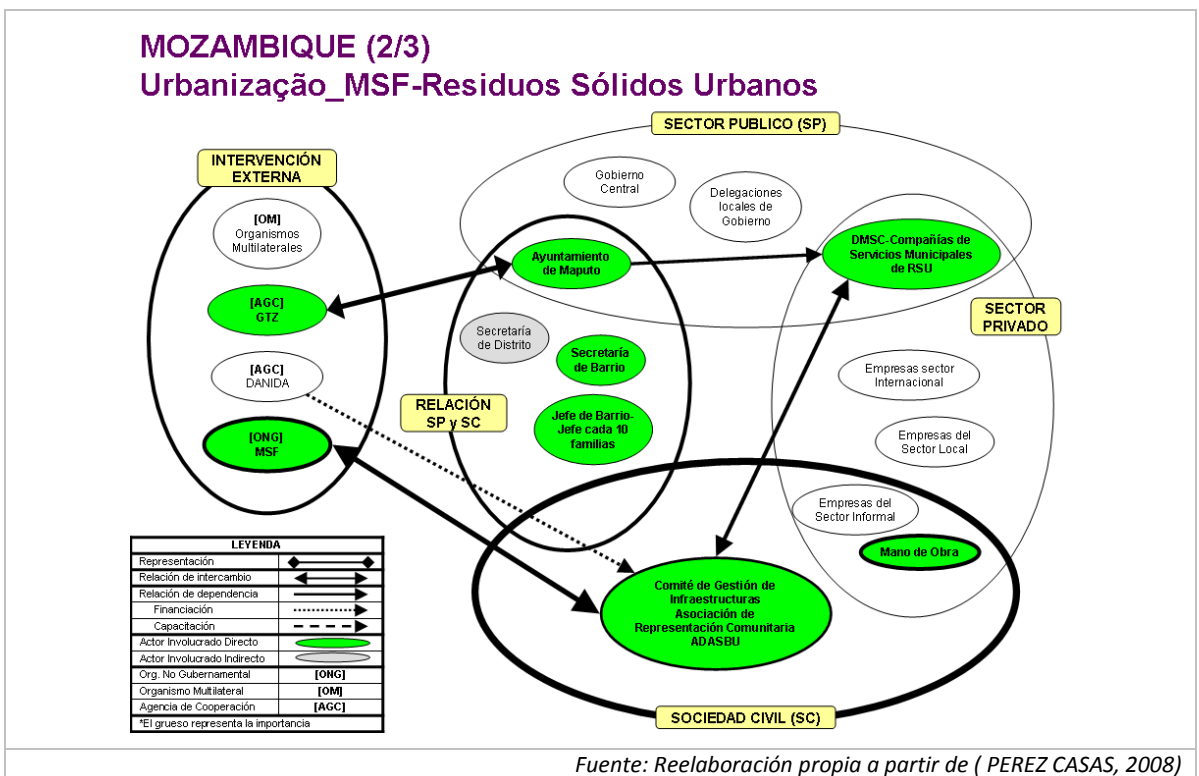 MOZAMBIQUE (2/3)
Urbanização_MSF-Residuos Sólidos Urbanos
SECTOR PUBLICO (SP)
INTERVENCIÓN
EXTERNA
Gobierno
Central
Delegaciones
locales de
Gobierno
[OM]
Organismos
Multilaterales
Ayuntamiento
de Maputo
DMSC-Compañías de
Servicios Municipales
de RSU
[AGC]
GTZ
SECTOR
PRIVADO
Secretaría
de Distrito
Secretaría
de Barrio
[AGC]
DANIDA
Empresas sector
Internacional
RELACIÓN
SP y SC
Jefe de Barrio-
Jefe cada 10
familias
[ONG]
MSF
Empresas del
Sector Local
Empresas del
Sector Informal
Mano de Obra
Comité de Gestión de
Infraestructuras
Asociación de
Representación Comunitaria
ADASBU
SOCIEDAD CIVIL (SC)
LEYENDA
Representación
Relación de intercambio
Relación de dependencia
Financiación
Capacitación
Actor Involucrado Directo
Actor Involucrado Indirecto
Org. No Gubernamental [ONG]
Organismo Multilateral [OM]
Agencia de Cooperación [AGC]
*El grueso representa la importancia
Fuente: Reelaboración propia a partir de ( PEREZ CASAS, 2008)